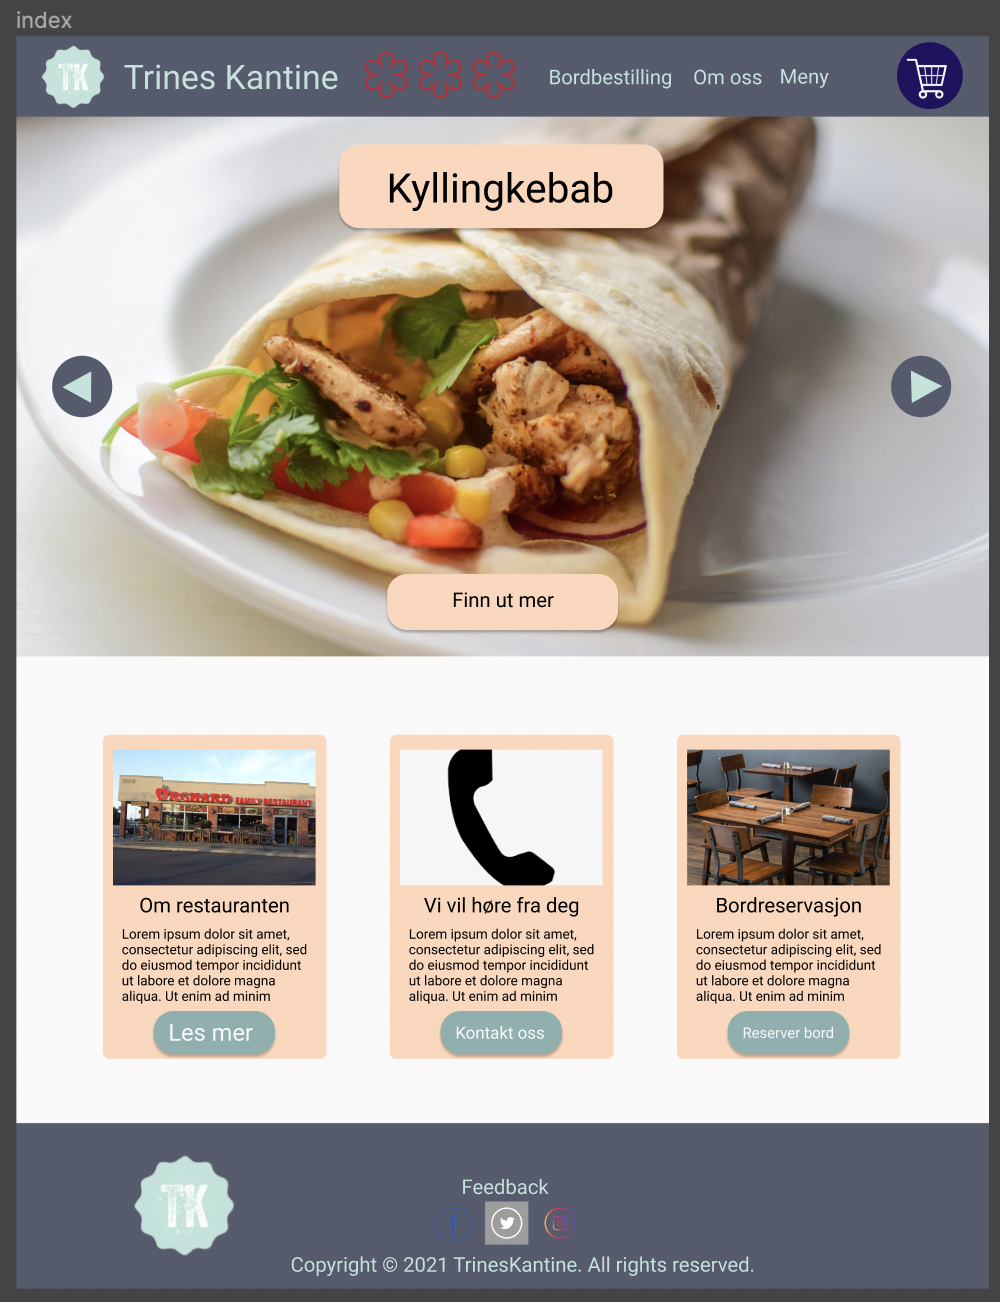 index
TK
Trines Kantine
Bordbestilling
Om oss
Meny
Kyllingkebab
Finn ut mer
ORCHARD FAMILY RESTAURANT
Om restauranten
Lorem ipsum dolor sit amet,
consectetur adipiscing elit, sed
do eiusmod tempor incididunt
ut labore et dolore magna
aliqua. Ut enim ad minim
Les mer
Vi vil høre fra deg
Lorem ipsum dolor sit amet,
consectetur adipiscing elit, sed
do eiusmod tempor incididunt
ut labore et dolore magna
aliqua. Ut enim ad minim
Kontakt oss
Bordreservasjon
Lorem ipsum dolor sit amet,
consectetur adipiscing elit, sed
do eiusmod tempor incididunt
ut labore et dolore magna
aliqua. Ut enim ad minim
Reserver bord
TK
Feedback
Copyright © 2021 TrinesKantine. All rights reserved.